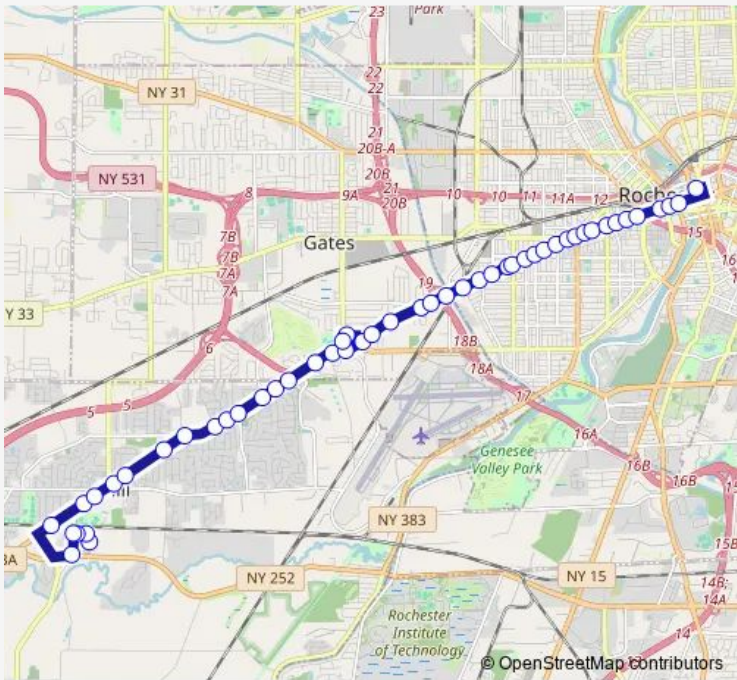 23
Park
NY 31
22
22
21
20B-A
NY 531
8
9A
20B
21
20B
10
10
11
11A
12
Roche
15
16
7B
7B
7A
7A
Gates
Y 33
19
6
18B
18A
5
5
17
16A
Genesee
Valley Park
16B
16B
ill
NY 383
15B
8A
NY 252
NY 15
14B;
14A
Rochester
Institute
of Technology
14
© OpenStreetMap contributors